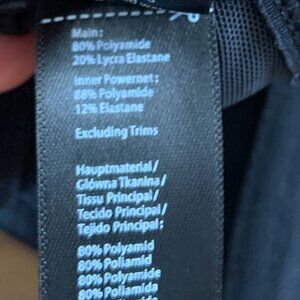 Main:
80% Polyamide
20% Lycra Elastane
Inner Powernet:
88% Polyamide
12% Elastane
Excluding Trims
Hauptmaterial/
Główna Tkanina/
Tissu Principal/
Tecido Principal/
Tejido Principal:
80% Polyamid
80% Poliamid
80% Polyamide
80% Poliamida